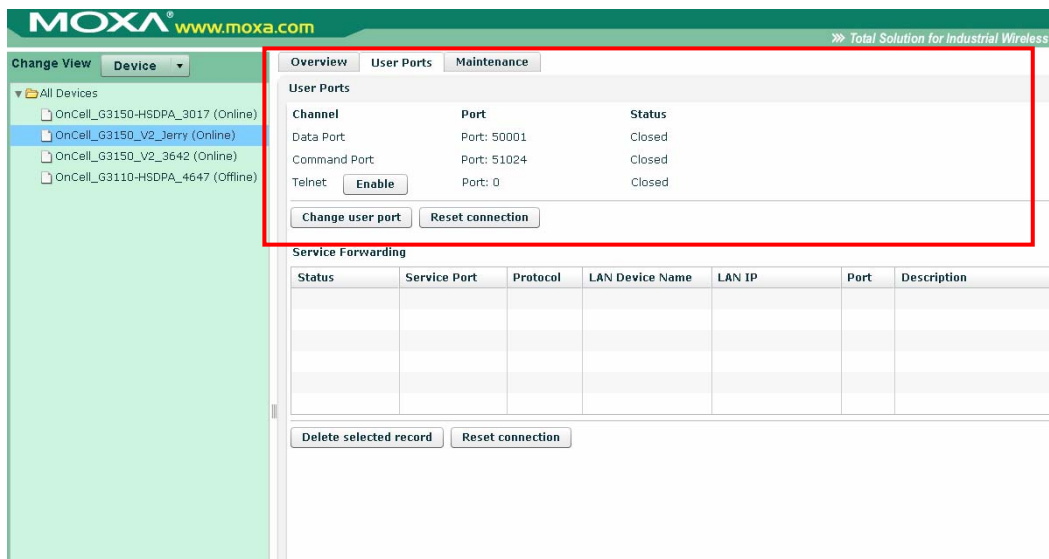 MOXA® www.moxa.com
Total Solution for Industrial Wireless
Change View Device
All Devices
OnCell_G3150-HSDPA_3017 (Online)
OnCell_G3150_V2_Jerry (Online)
OnCell_G3150_V2_3642 (Online)
OnCell_G3110-HSDPA_4647 (Offline)
Overview User Ports Maintenance
User Ports
Channel Port Status
Data Port Port: 50001 Closed
Command Port Port: 51024 Closed
Telnet Enable Port: 0 Closed
Change user port Reset connection
Service Forwarding
Status Service Port Protocol LAN Device Name LAN IP Port Description
Delete selected record Reset connection